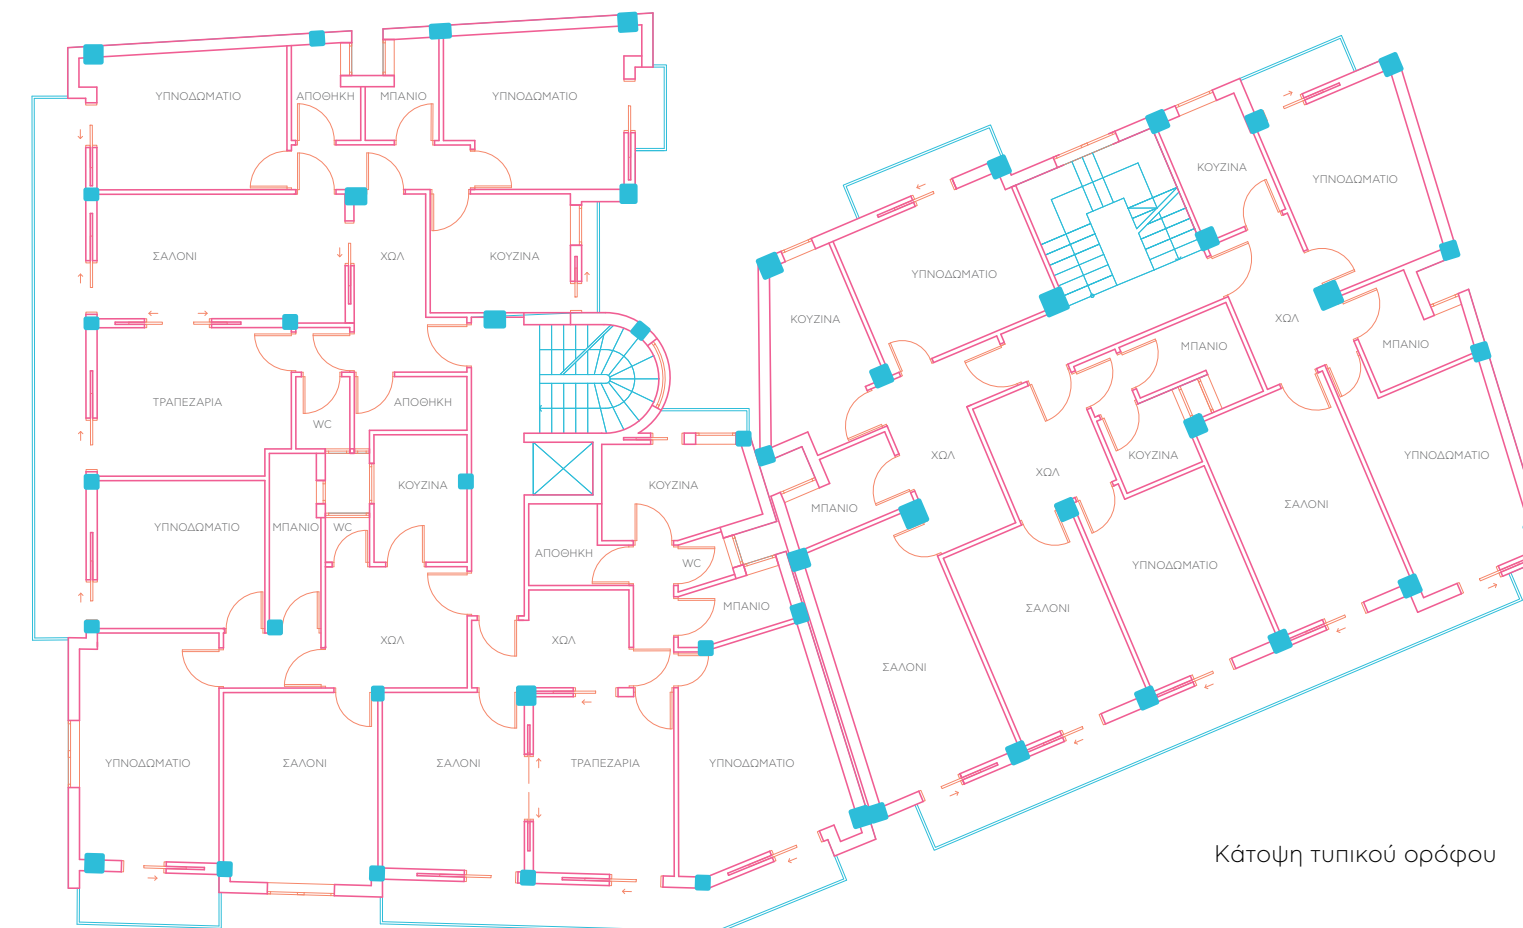 ΥΠΝΟΔΩΜΑΤΙΟ
ΑΠΟΘΗΚΗ
ΜΠΑΝΙΟ
ΥΠΝΟΔΩΜΑΤΙΟ
ΚΟΥΖΙΝΑ
ΥΠΝΟΔΩΜΑΤΙΟ
ΣΑΛΟΝΙ
ΧΩΛ
ΚΟΥΖΙΝΑ
ΥΠΝΟΔΩΜΑΤΙΟ
ΚΟΥΖΙΝΑ
ΧΩΛ
ΜΠΑΝΙΟ
ΜΠΑΝΙΟ
ΤΡΑΠΕΖΑΡΙΑ
ΑΠΟΘΗΚΗ
WC
ΧΩΛ
ΚΟΥΖΙΝΑ
ΥΠΝΟΔΩΜΑΤΙΟ
ΧΩΛ
ΚΟΥΖΙΝΑ
ΚΟΥΖΙΝΑ
ΜΠΑΝΙΟ
ΣΑΛΟΝΙ
ΥΠΝΟΔΩΜΑΤΙΟ
ΜΠΑΝΙΟ
WC
ΑΠΟΘΗΚΗ
WC
ΥΠΝΟΔΩΜΑΤΙΟ
ΜΠΑΝΙΟ
ΣΑΛΟΝΙ
ΧΩΛ
ΧΩΛ
ΣΑΛΟΝΙ
ΥΠΝΟΔΩΜΑΤΙΟ
ΣΑΛΟΝΙ
ΣΑΛΟΝΙ
ΤΡΑΠΕΖΑΡΙΑ
ΥΠΝΟΔΩΜΑΤΙΟ
Κάτοψη τυπικού ορόφου